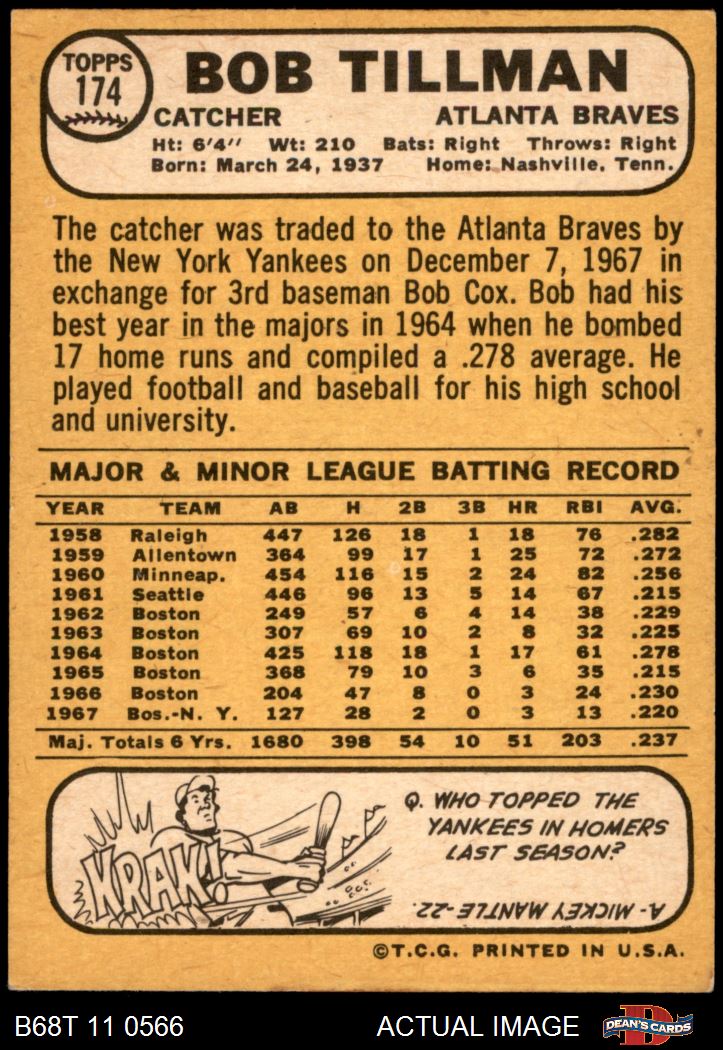 TOPPS
174
BOB TILLMAN
CATCHER ATLANTA BRAVES
Ht: 6'4" Wt: 210 Bats: Right Throws: Right
Born: March 24, 1937 Home: Nashville, Tenn.
The catcher was traded to the Atlanta Braves by
the New York Yankees on December 7, 1967 in
exchange for 3rd baseman Bob Cox. Bob had his
best year in the majors in 1964 when he bombed
17 home runs and compiled a .278 average. He
played football and baseball for his high school
and university.
MAJOR & MINOR LEAGUE BATTING RECORD
YEAR TEAM AB H 2B 3B HR RBI AVG.
1958 Raleigh 447 126 18 1 18 76 .282
1959 Allentown 364 99 17 1 25 72 .272
1960 Minneap. 454 116 15 2 24 82 .256
1961 Seattle 446 96 13 5 14 67 .215
1962 Boston 249 57 6 4 14 38 .229
1963 Boston 307 69 10 2 8 32 .225
1964 Boston 425 118 18 1 17 61 .278
1965 Boston 368 79 10 3 6 35 .215
1966 Boston 204 47 8 0 3 24 .230
1967 Bos.-N. Y. 127 28 2 0 3 13 .220
Maj. Totals 6 Yrs. 1680 398 54 10 51 203 .237
KRAK!
Q. WHO TOPPED THE
YANKEES IN HOMERS
LAST SEASON?
A- MICKEY MANTLE-22.
©T.C.G. PRINTED IN U.S.A.
B68T 11 0566 ACTUAL IMAGE
D
DEAN'S CARDS